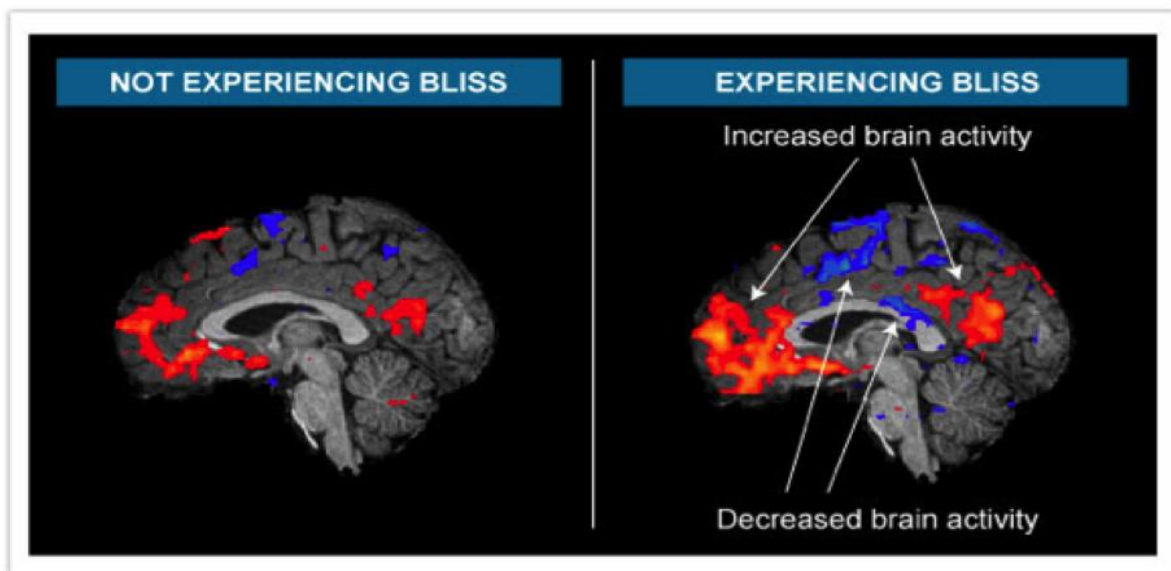 NOT EXPERIENCING BLISS
EXPERIENCING BLISS
Increased brain activity
Decreased brain activity